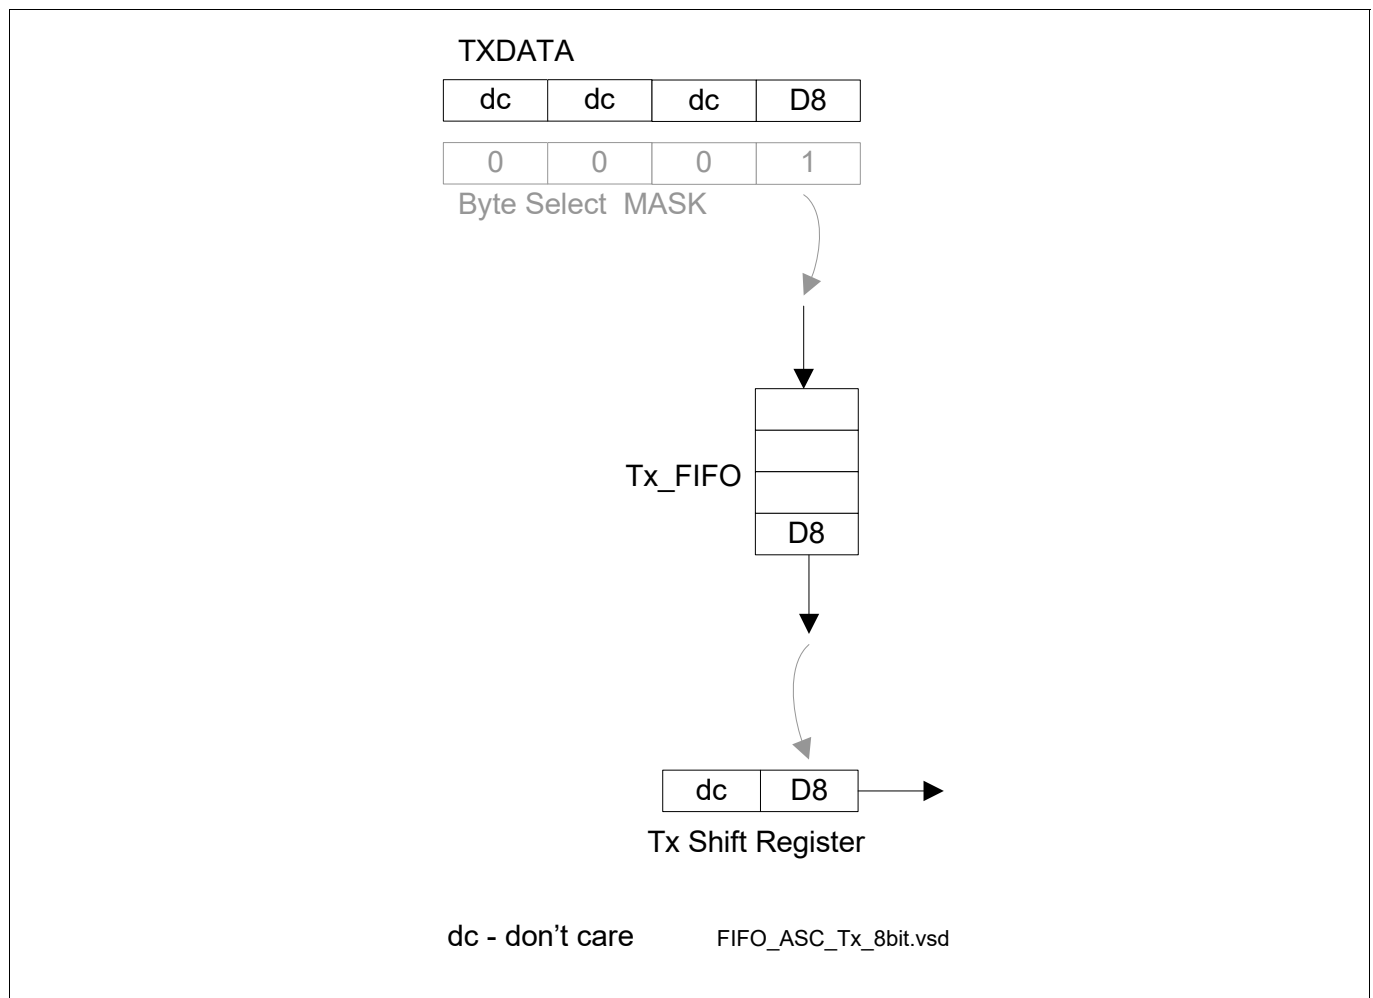 TXDATA
dc dc dc D8
0 0 0 1
Byte Select MASK
Tx_FIFO
D8
dc D8
Tx Shift Register
dc - don't care FIFO_ASC_Tx_8bit.vsd